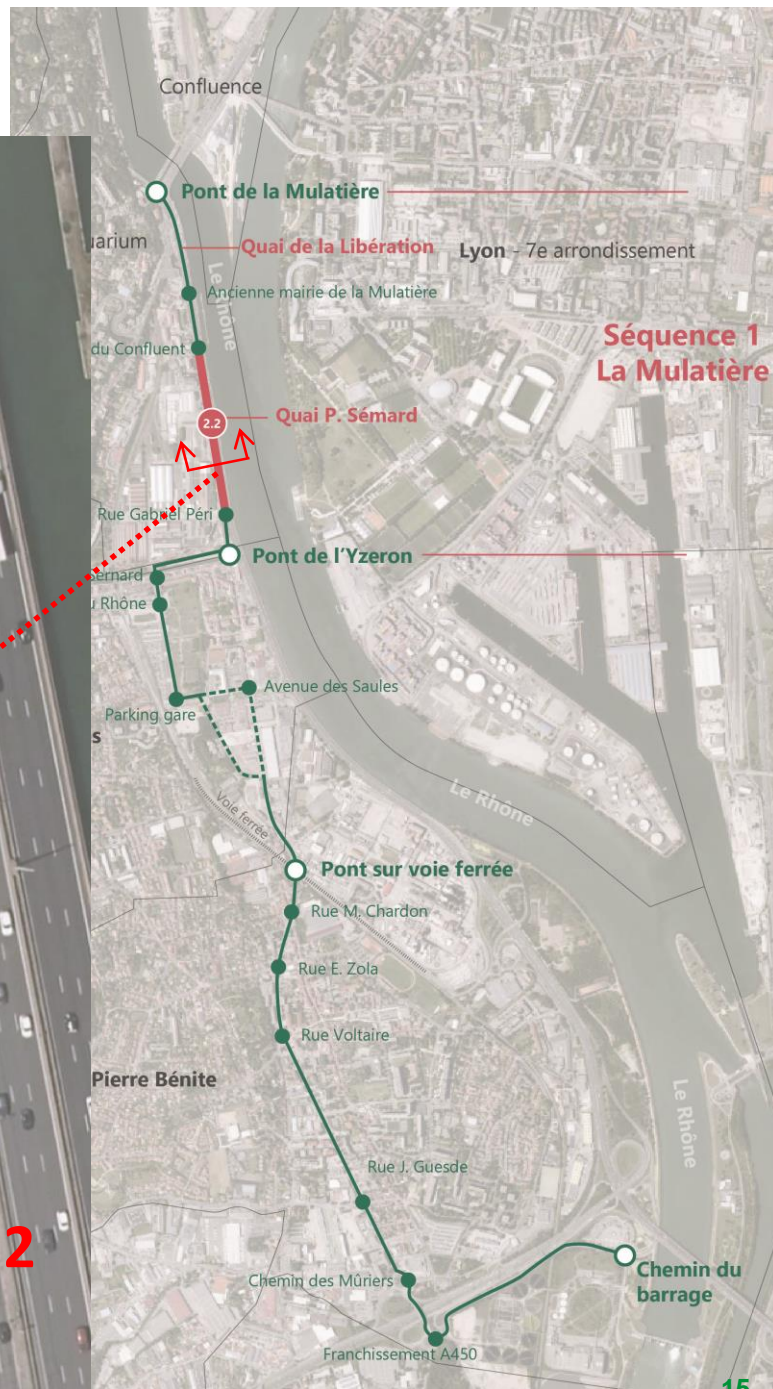 Confluence
Pont de la Mulatière
uarium
Quai de la Libération
Lyon - 7e arrondissement
Le Rhône
Ancienne mairie de la Mulatière
Séquence 1
La Mulatière
du Confluent
2.2
Quai P. Sémard
Rue Gabriel Péri
Pont de l'Yzeron
ernard
u Rhône
Avenue des Saules
Parking gare
s
Le Rhône
Voie ferrée
Pont sur voie ferrée
Rue M. Chardon
Rue E. Zola
Rue Voltaire
Pierre Bénite
Le Rhône
Rue J. Guesde
2
Chemin des Mûriers
Chemin du
barrage
Franchissement A450
15